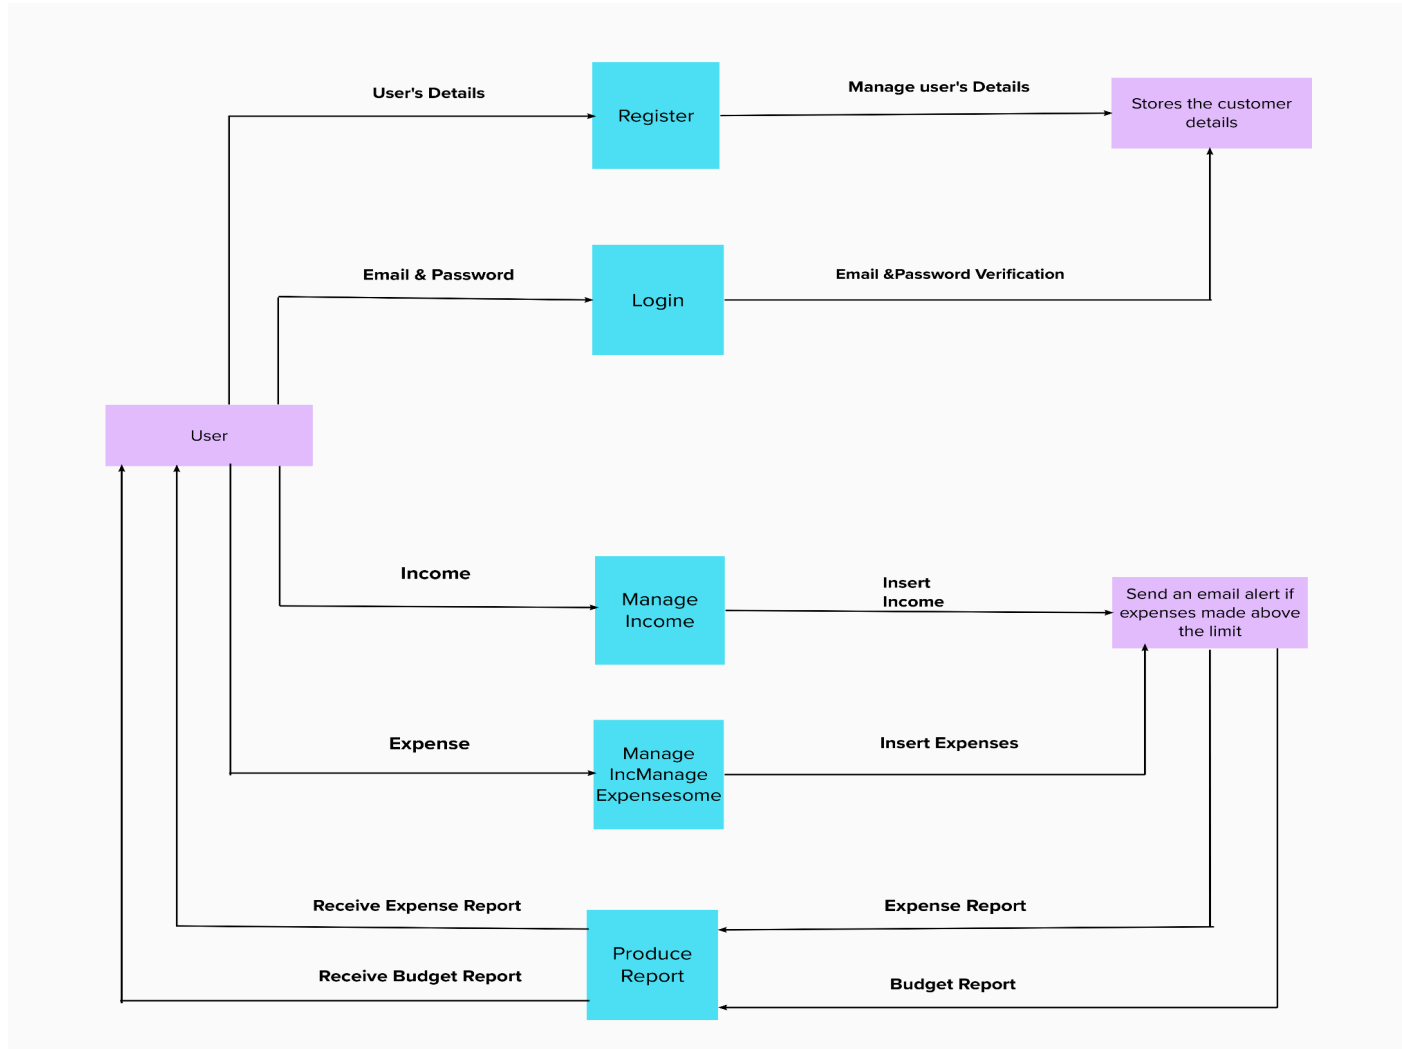 User's Details
Register
Manage user's Details
Stores the customer
details
Email & Password
Login
Email &Password Verification
User
Income
Manage
Income
Insert
Income
Send an email alert if
expenses made above
the limit
Expense
Manage
IncManage
Expensesome
Insert Expenses
Receive Expense Report
Produce
Report
Expense Report
Receive Budget Report
Budget Report